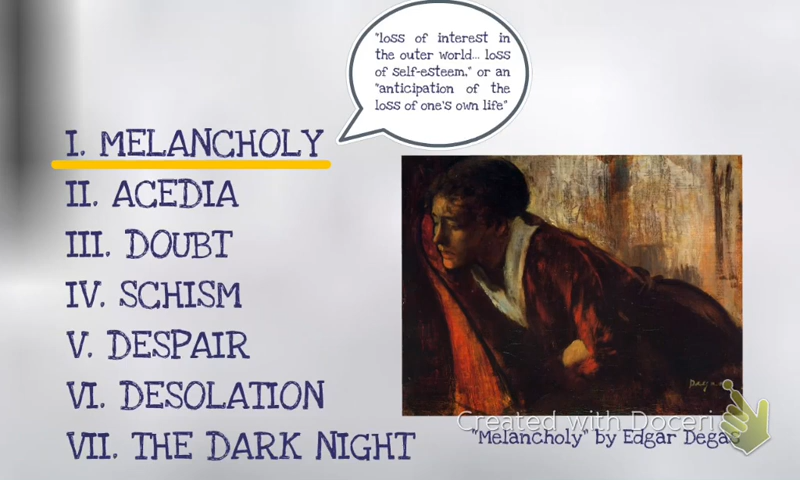 "loss of interest in
the outer world... loss
of self-esteem," or an
"anticipation of the
loss of one's own life"
I. MELANCHOLY
II. ACEDIA
III. DOUBT
IV. SCHISM
V. DESPAIR
VI. DESOLATION
VII. THE DARK NIGHT
Degas
Created with Doceri
"Melancholy" by Edgar Degas